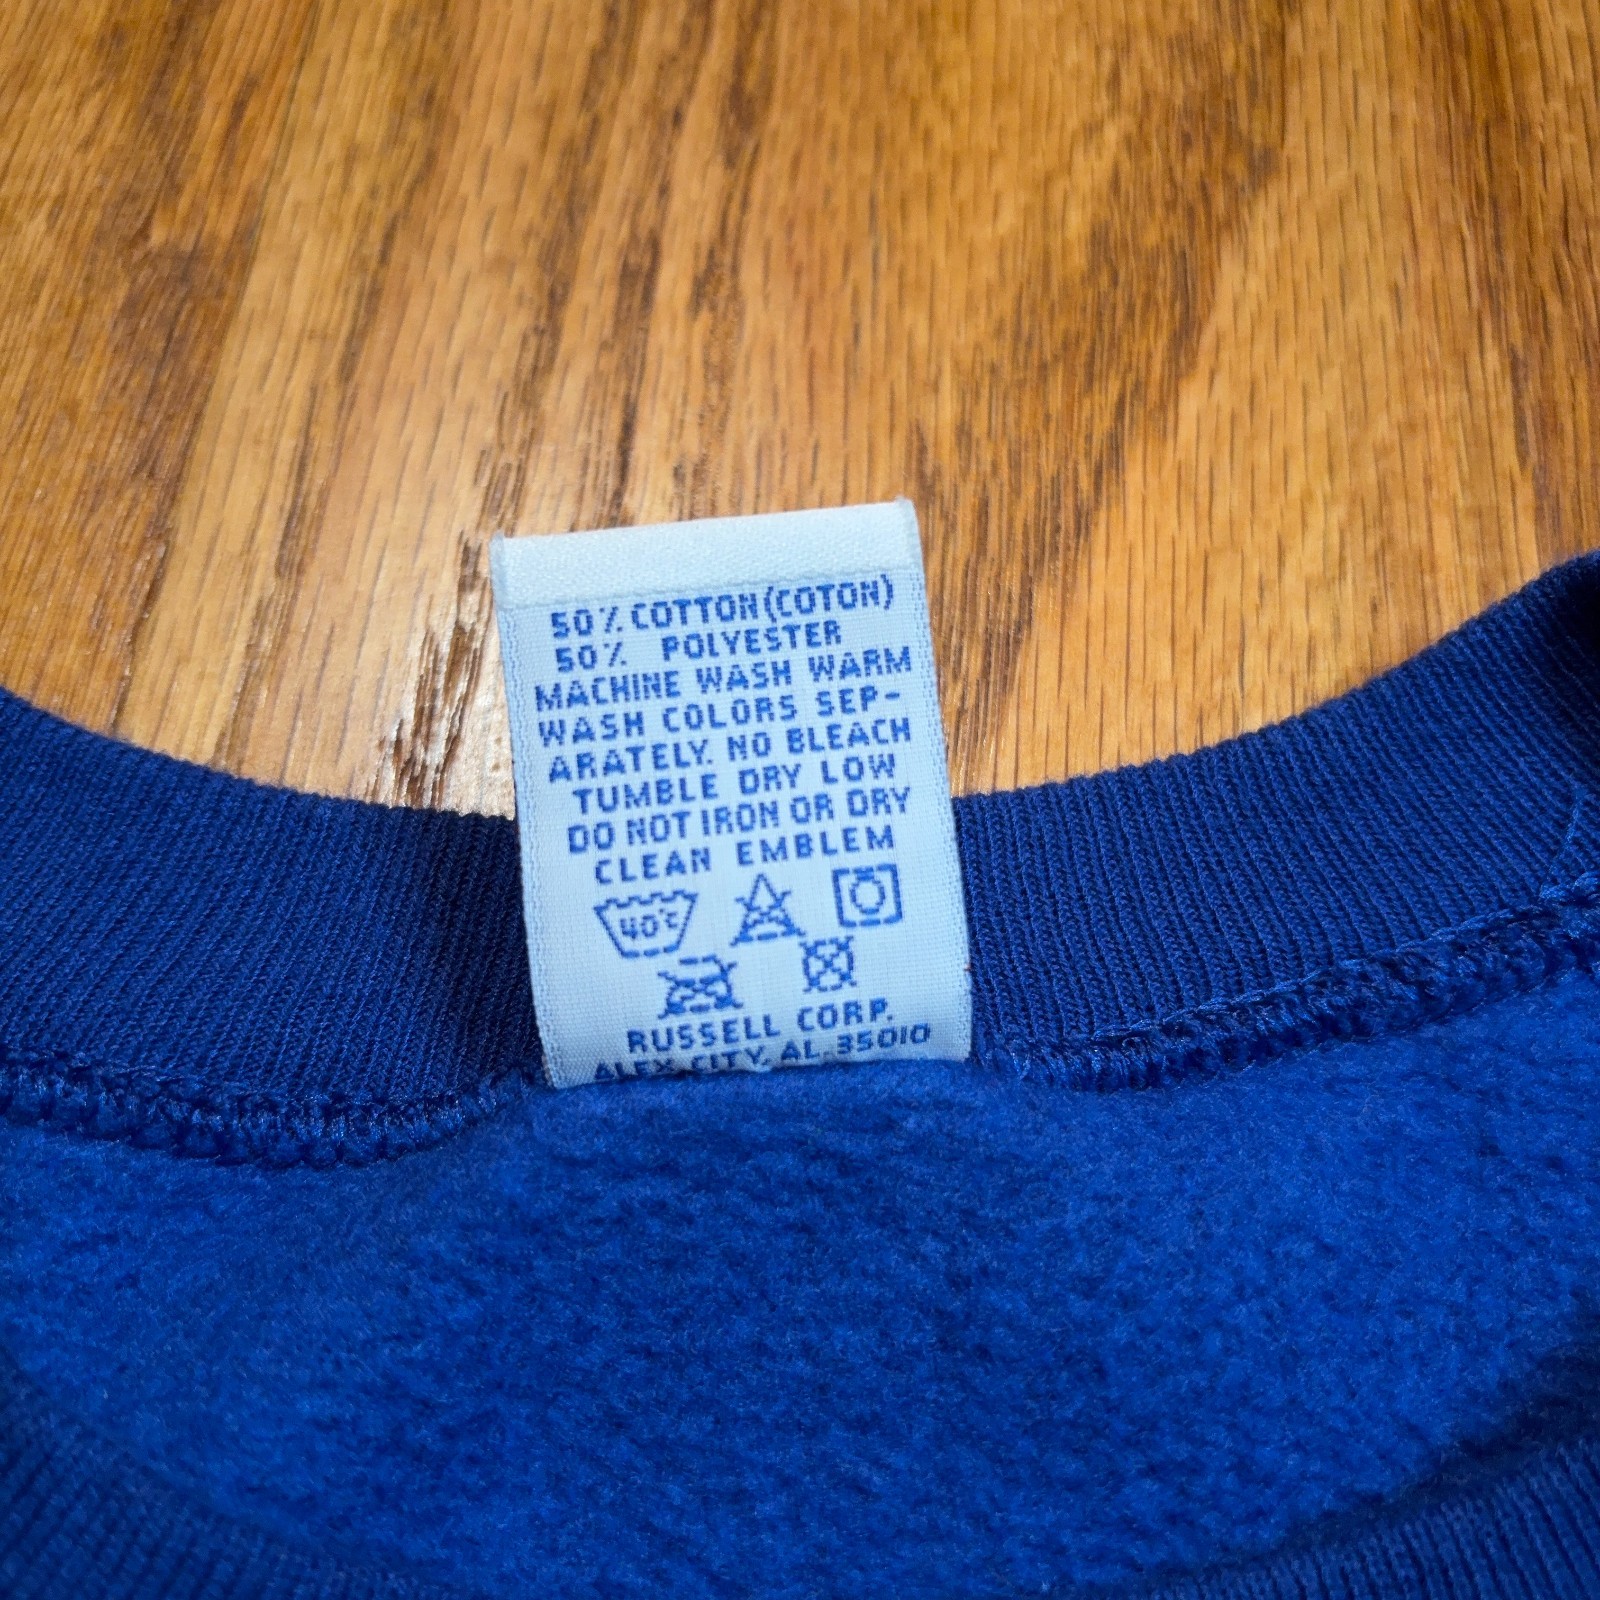 50% COTTON (COTON)
50% POLYESTER
MACHINE WASH WARM
WASH COLORS SEP-
ARATELY. NO BLEACH
TUMBLE DRY LOW
DO NOT IRON OR DRY
CLEAN EMBLEM
40°C
RUSSELL CORP.
ALEX CITY, AL 35010